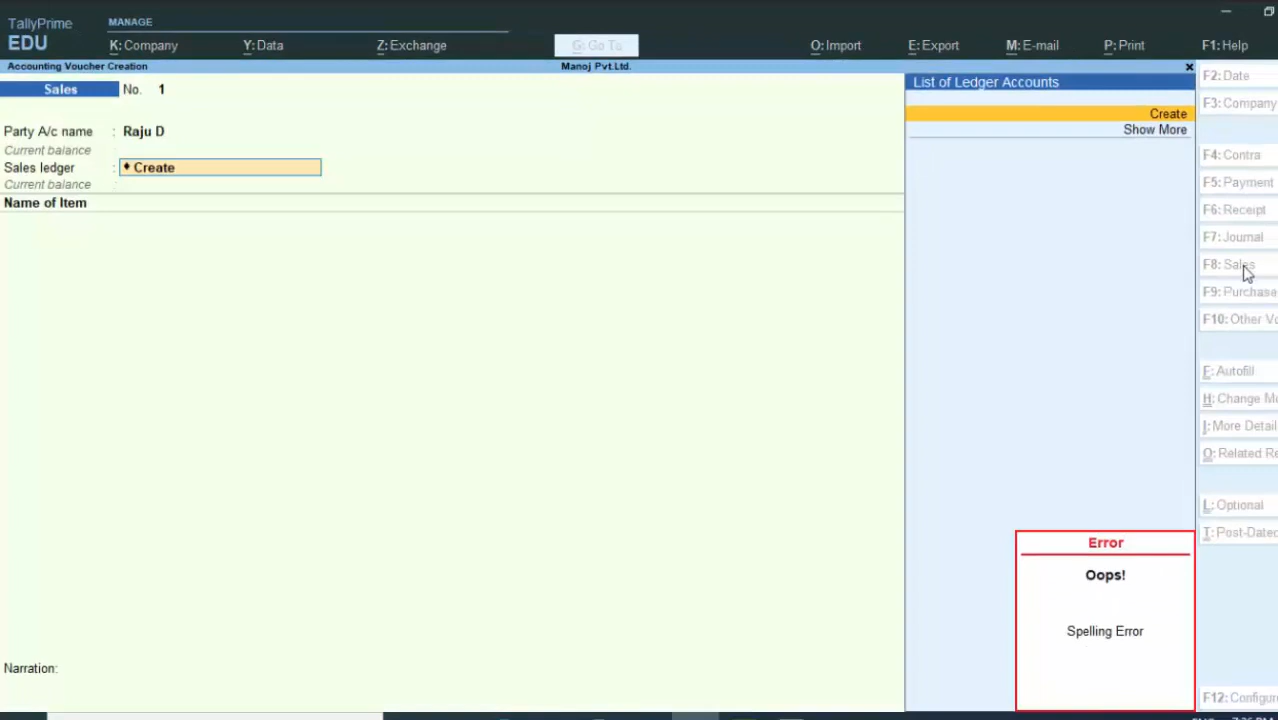 TallyPrime
EDU
MANAGE
K: Company Y: Data Z: Exchange G: Go To O: Import E: Export M: E-mail P: Print F1: Help
Accounting Voucher Creation Manoj Pvt.Ltd. ×
Sales No. 1
Party A/c name : Raju D
Current balance :
Sales ledger : ♦ Create
Current balance :
Name of Item
Narration:
List of Ledger Accounts
Create
Show More
Error
Oops!
Spelling Error
F2: Date
F3: Company
F4: Contra
F5: Payment
F6: Receipt
F7: Journal
F8: Sales
F9: Purchase
F10: Other
F: Autofill
H: Change
I: More Detail
O: Related
L: Optional
T: Post-Dated
F12: Configure